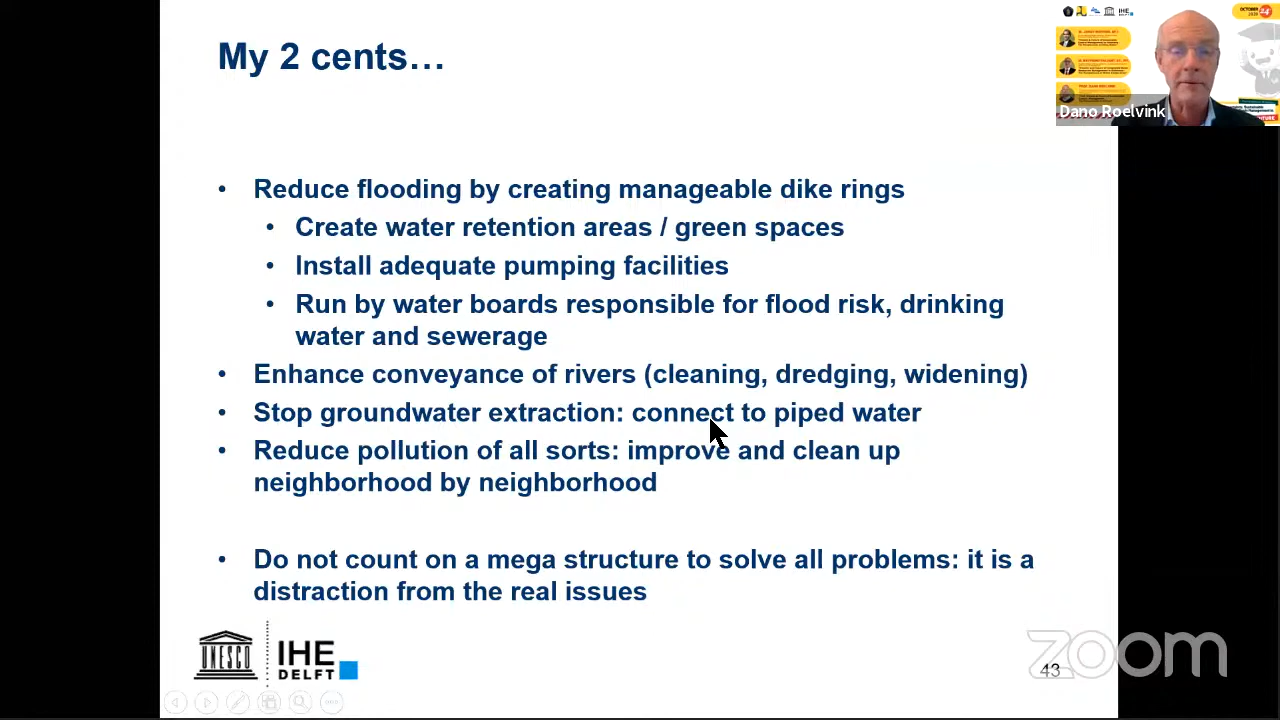 My 2 cents…
• Reduce flooding by creating manageable dike rings
• Create water retention areas / green spaces
• Install adequate pumping facilities
• Run by water boards responsible for flood risk, drinking
water and sewerage
• Enhance conveyance of rivers (cleaning, dredging, widening)
• Stop groundwater extraction: connect to piped water
• Reduce pollution of all sorts: improve and clean up
neighborhood by neighborhood
• Do not count on a mega structure to solve all problems: it is a
distraction from the real issues
UNESCO
IHE
DELFT
43
zoom
IHE
DELFT
OCTOBER
24
Dano Roelvink